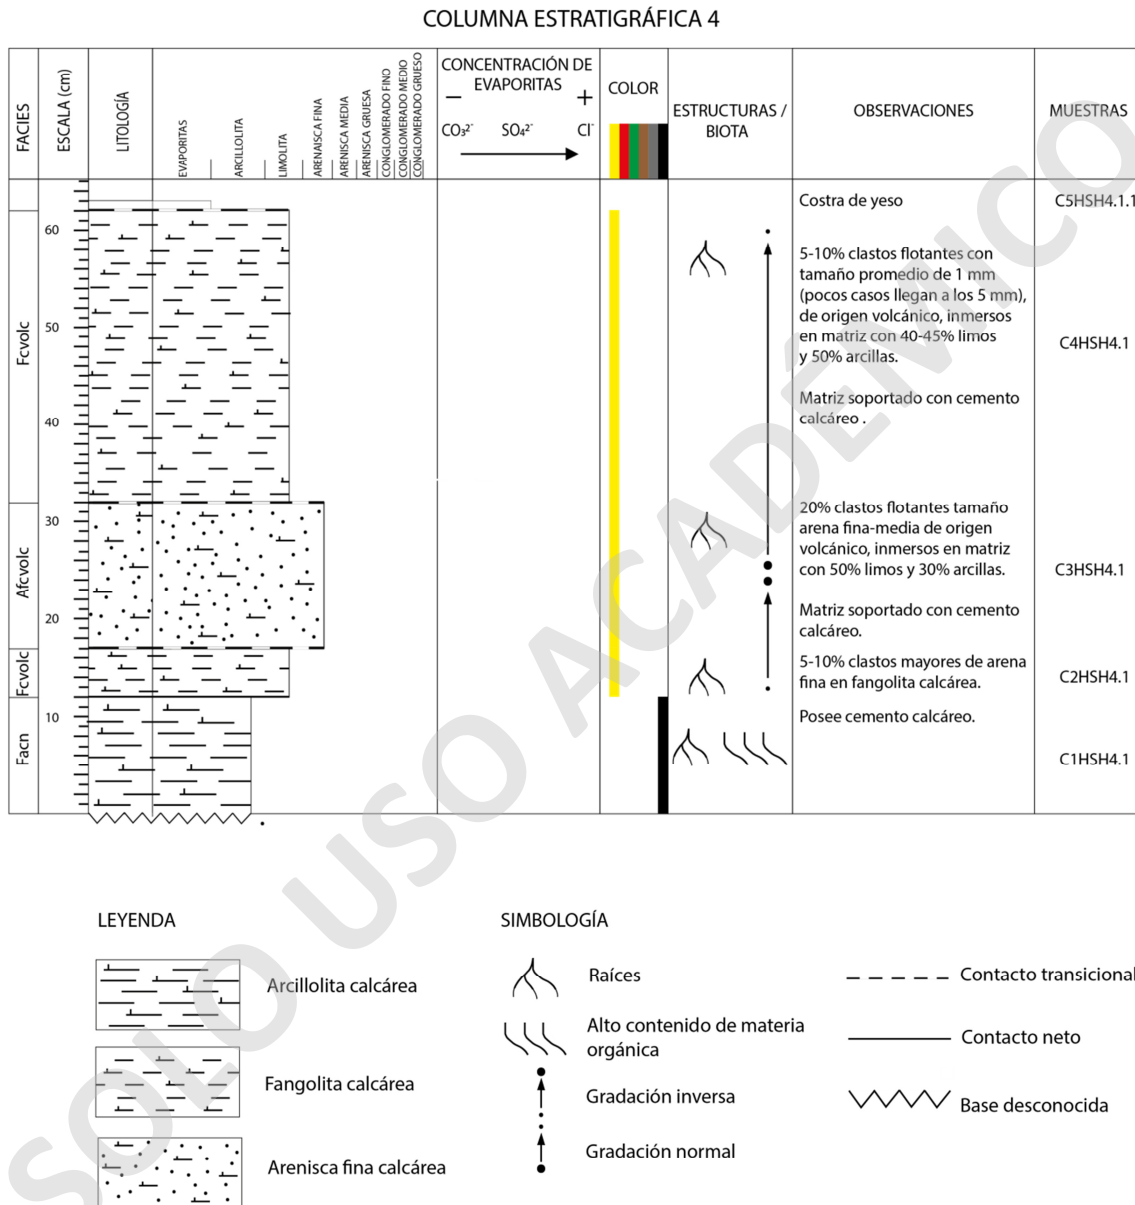 COLUMNA ESTRATIGRÁFICA 4
FACIES
ESCALA (cm)
LITOLOGÍA
EVAPORITAS
ARCILLOLITA
LIMOLITA
ARENAISCA FINA
ARENISCA MEDIA
ARENISCA GRUESA
CONGLOMERADO FINO
CONGLOMERADO MEDIO
CONGLOMERADO GRUESO
CONCENTRACIÓN DE
EVAPORITAS
− +
CO₃²⁻ SO₄²⁻ Cl⁻
COLOR
ESTRUCTURAS /
BIOTA
OBSERVACIONES
MUESTRAS
Fcvolc
Afcvolc
Fcvolc
Facn
60
50
40
30
20
10
Costra de yeso
C5HSH4.1.1
5-10% clastos flotantes con
tamaño promedio de 1 mm
(pocos casos llegan a los 5 mm),
de origen volcánico, inmersos
en matriz con 40-45% limos
y 50% arcillas.
C4HSH4.1
Matriz soportado con cemento
calcáreo .
20% clastos flotantes tamaño
arena fina-media de origen
volcánico, inmersos en matriz
con 50% limos y 30% arcillas.
C3HSH4.1
Matriz soportado con cemento
calcáreo.
5-10% clastos mayores de arena
fina en fangolita calcárea.
C2HSH4.1
Posee cemento calcáreo.
C1HSH4.1
LEYENDA
Arcillolita calcárea
Fangolita calcárea
Arenisca fina calcárea
SIMBOLOGÍA
Raíces
Alto contenido de materia
orgánica
Gradación inversa
Gradación normal
Contacto transicional
Contacto neto
Base desconocida
SOLO USO ACADÉMICO